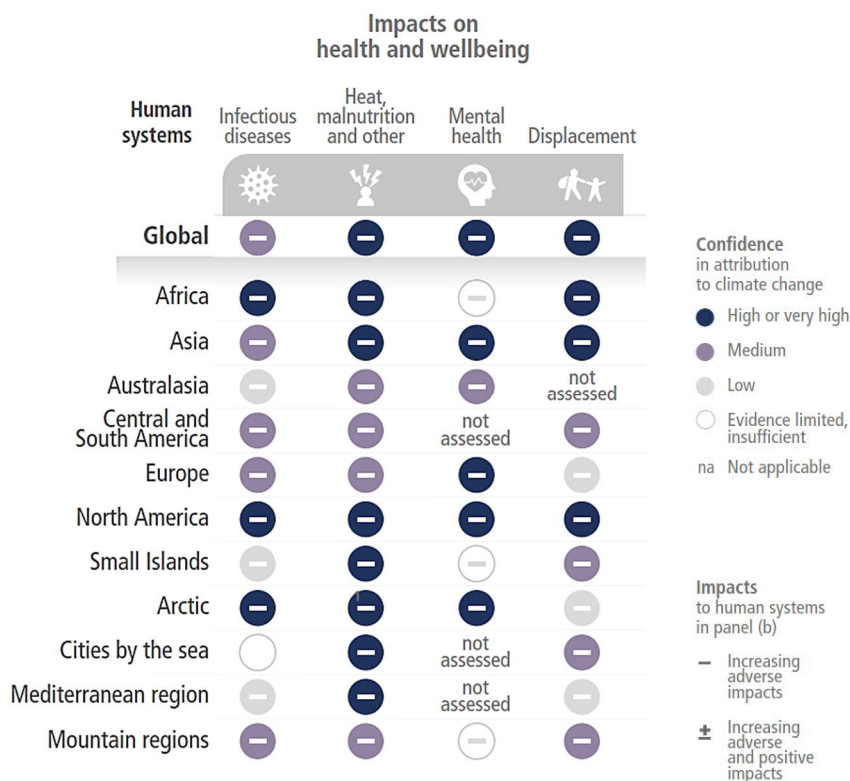 Impacts on
health and wellbeing
Human
systems
Infectious
diseases
Heat,
malnutrition
and other
Mental
health
Displacement
Global
Africa
Asia
Australasia
not
assessed
Central and
South America
not
assessed
Europe
North America
Small Islands
Arctic
Cities by the sea
not
assessed
Mediterranean region
not
assessed
Mountain regions
Confidence
in attribution
to climate change
High or very high
Medium
Low
Evidence limited,
insufficient
na Not applicable
Impacts
to human systems
in panel (b)
− Increasing
adverse
impacts
± Increasing
adverse
and positive
impacts